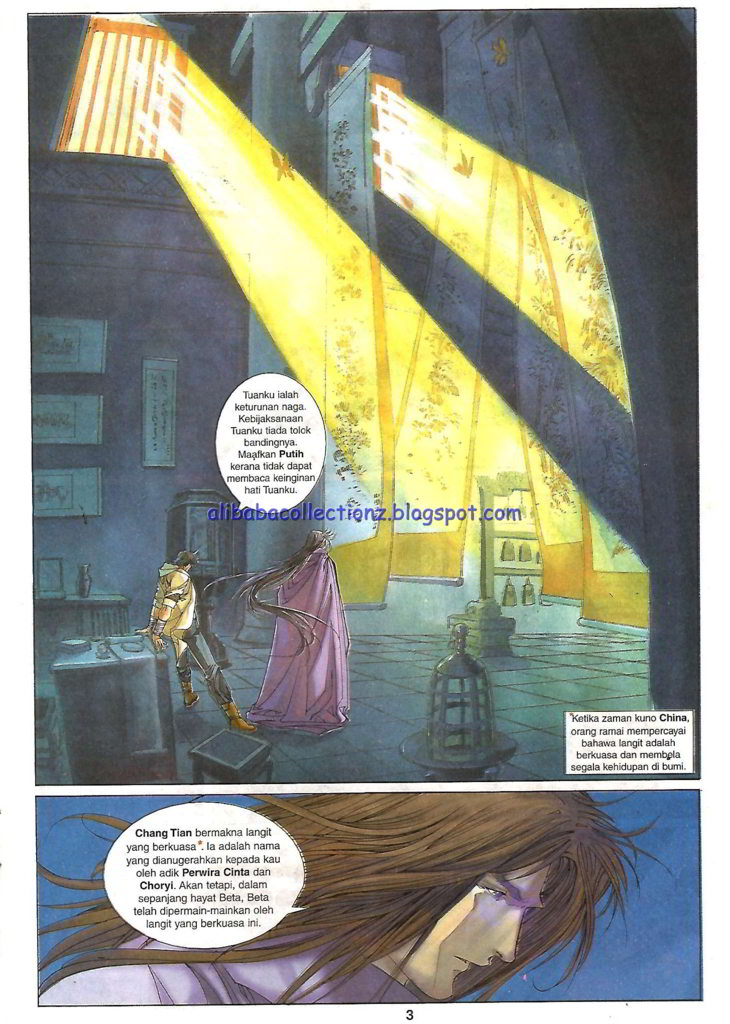 Tuanku ialah
keturunan naga.
Kebijaksanaan
Tuanku tiada tolok
bandingnya.
Maafkan Putih
kerana tidak dapat
membaca keinginan
hati Tuanku.
alibabacollectionz.blogspot.com
*Ketika zaman kuno China,
orang ramai mempercayai
bahawa langit adalah
berkuasa dan membela
segala kehidupan di bumi.
Chang Tian bermakna langit
yang berkuasa*. Ia adalah nama
yang dianugerahkan kepada kau
oleh adik Perwira Cinta dan
Choryi. Akan tetapi, dalam
sepanjang hayat Beta, Beta
telah dipermain-mainkan oleh
langit yang berkuasa ini.
3